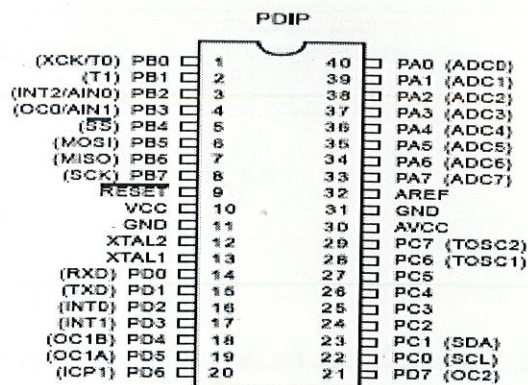 PDIP
(XCK/T0) PB0 1 40 PA0 (ADC0)
(T1) PB1 2 39 PA1 (ADC1)
(INT2/AIN0) PB2 3 38 PA2 (ADC2)
(OC0/AIN1) PB3 4 37 PA3 (ADC3)
(SS) PB4 5 36 PA4 (ADC4)
(MOSI) PB5 6 35 PA5 (ADC5)
(MISO) PB6 7 34 PA6 (ADC6)
(SCK) PB7 8 33 PA7 (ADC7)
RESET 9 32 AREF
VCC 10 31 GND
GND 11 30 AVCC
XTAL2 12 29 PC7 (TOSC2)
XTAL1 13 28 PC6 (TOSC1)
(RXD) PD0 14 27 PC5
(TXD) PD1 15 26 PC4
(INT0) PD2 16 25 PC3
(INT1) PD3 17 24 PC2
(OC1B) PD4 18 23 PC1 (SDA)
(OC1A) PD5 19 22 PC0 (SCL)
(ICP1) PD6 20 21 PD7 (OC2)